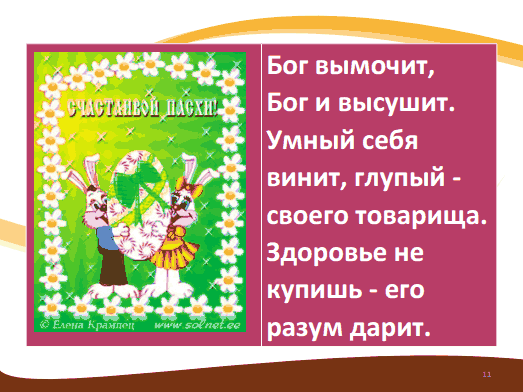 СЧАСТЛИВОЙ ПАСХИ!
© Елена Крампец www.solnet.ee
Бог вымочит,
Бог и высушит.
Умный себя
винит, глупый -
своего товарища.
Здоровье не
купишь - его
разум дарит.
11